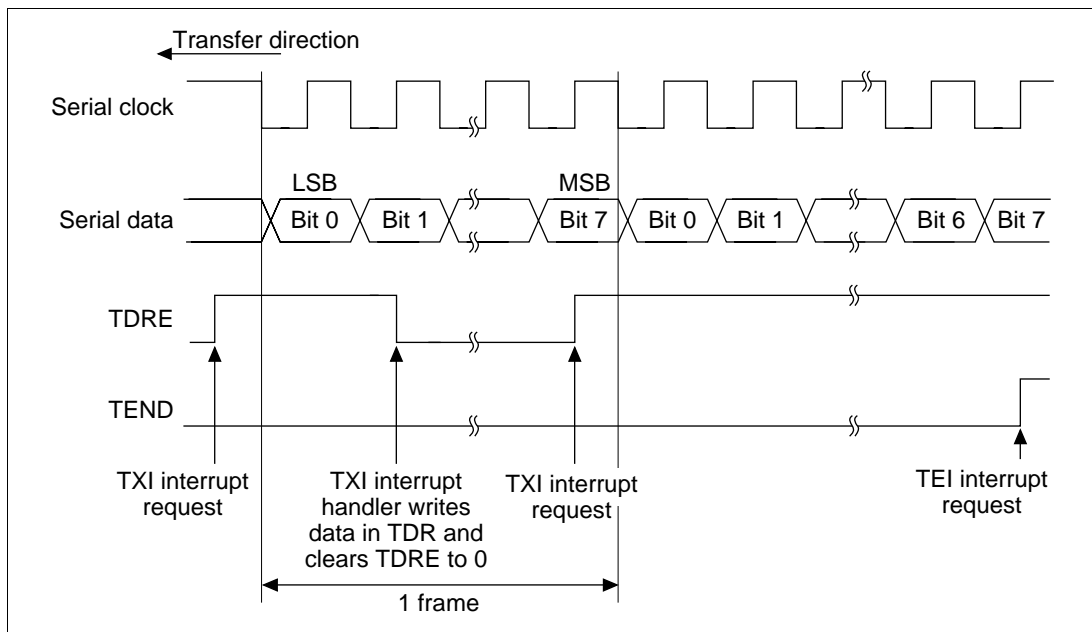 Transfer direction
Serial clock
LSB
MSB
Serial data
Bit 0
Bit 1
Bit 7
Bit 0
Bit 1
Bit 6
Bit 7
TDRE
TEND
TXI interrupt
request
TXI interrupt
handler writes
data in TDR and
clears TDRE to 0
TXI interrupt
request
TEI interrupt
request
1 frame